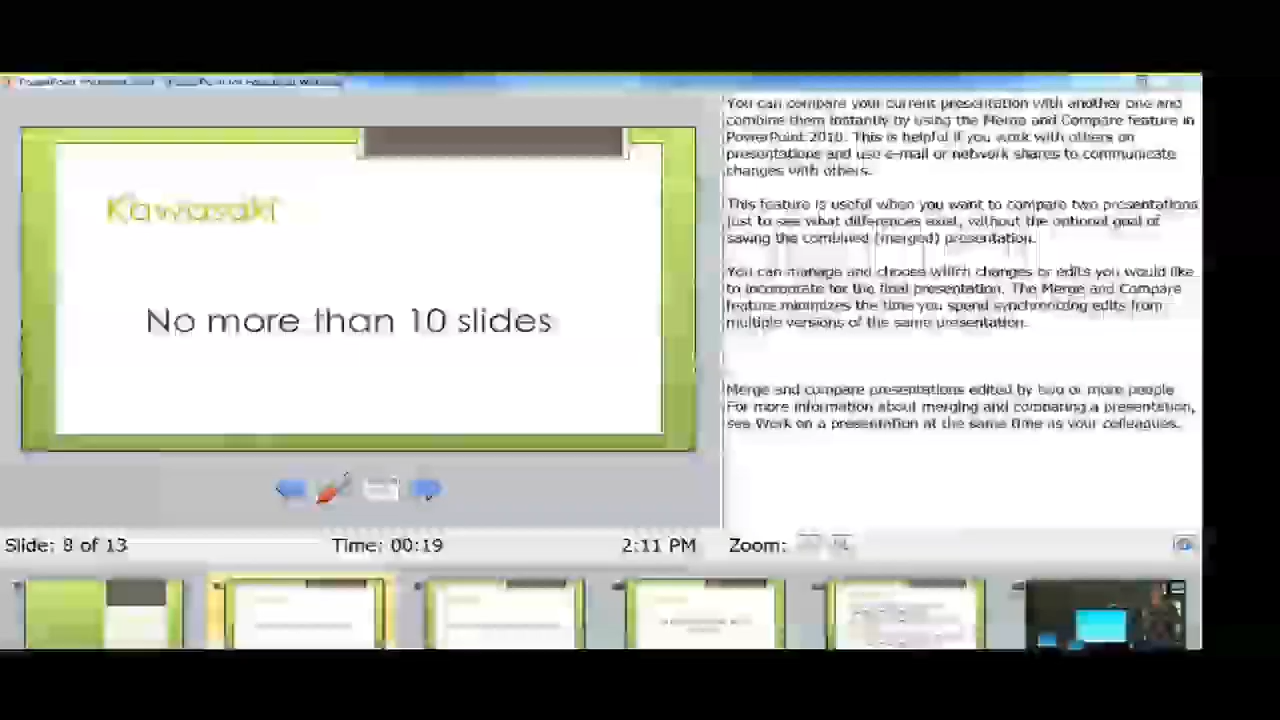 Kawasaki
No more than 10 slides
You can compare your current presentation with another one and
combine them instantly by using the Merge and Compare feature in
PowerPoint 2010. This is helpful if you work with others on
presentations and use e-mail or network shares to communicate
changes with others.
This feature is useful when you want to compare two presentations
just to see what differences exist, without the optional goal of
saving the combined (merged) presentation.
You can manage and choose which changes or edits you would like
to incorporate for the final presentation. The Merge and Compare
feature minimizes the time you spend synchronizing edits from
multiple versions of the same presentation.
Merge and compare presentations edited by two or more people
For more information about merging and comparing a presentation,
see Work on a presentation at the same time as your colleagues.
Slide: 8 of 13
Time: 00:19
2:11 PM
Zoom: